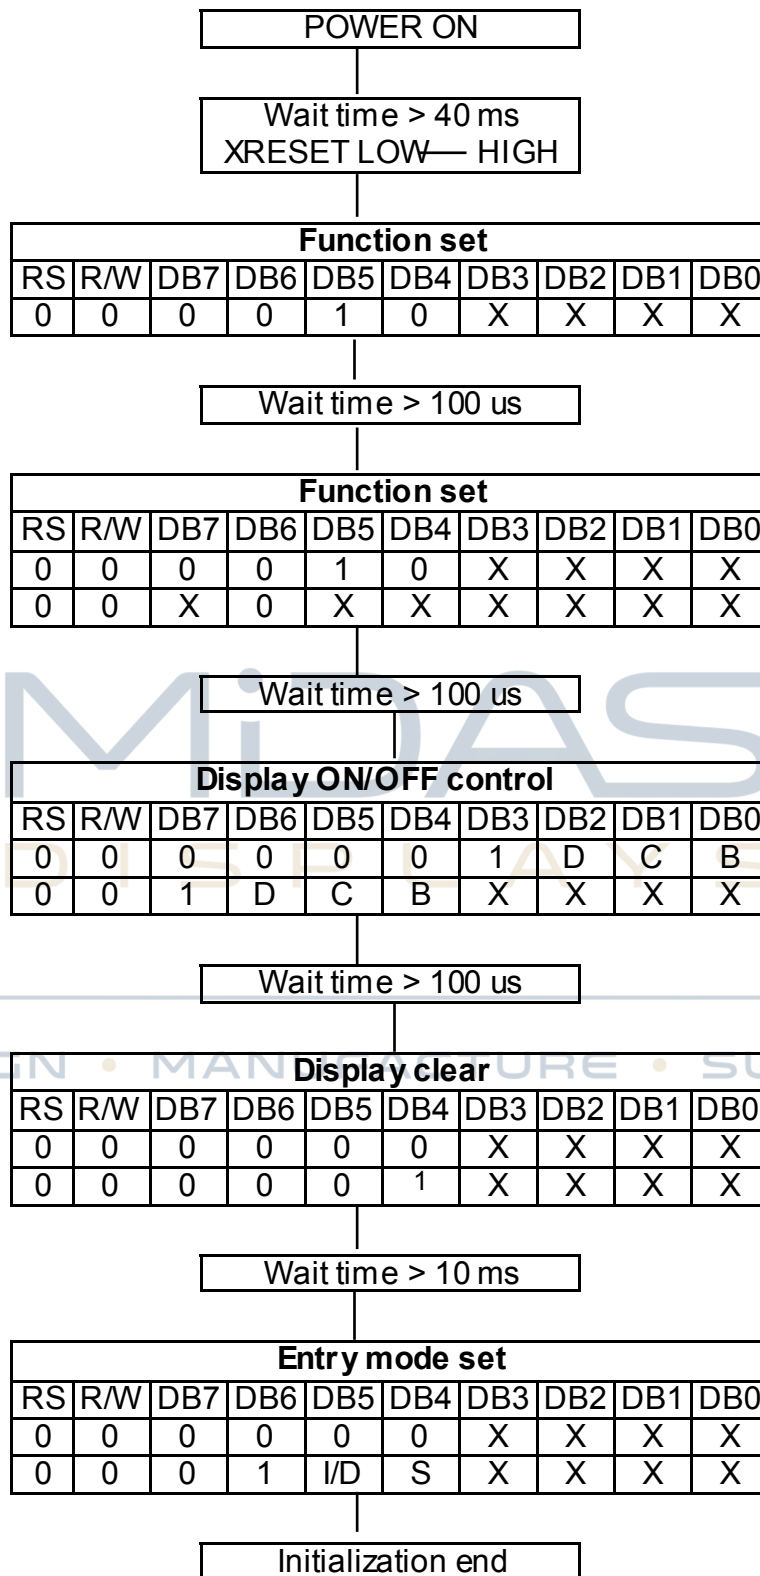 POWER ON
Wait time > 40 ms
XRESET LOW — HIGH
Function set
RS R/W DB7 DB6 DB5 DB4 DB3 DB2 DB1 DB0
0 0 0 0 1 0 X X X X
Wait time > 100 us
Function set
RS R/W DB7 DB6 DB5 DB4 DB3 DB2 DB1 DB0
0 0 0 0 1 0 X X X X
0 0 X 0 X X X X X X
MiDAS
Wait time > 100 us
Display ON/OFF control
RS R/W DB7 DB6 DB5 DB4 DB3 DB2 DB1 DB0
0 0 0 0 0 0 1 D C B
DISPLAYS
0 0 1 D C B X X X X
Wait time > 100 us
GN • MANUFACTURE • SU
Display clear
RS R/W DB7 DB6 DB5 DB4 DB3 DB2 DB1 DB0
0 0 0 0 0 0 X X X X
0 0 0 0 0 1 X X X X
Wait time > 10 ms
Entry mode set
RS R/W DB7 DB6 DB5 DB4 DB3 DB2 DB1 DB0
0 0 0 0 0 0 X X X X
0 0 0 1 I/D S X X X X
Initialization end